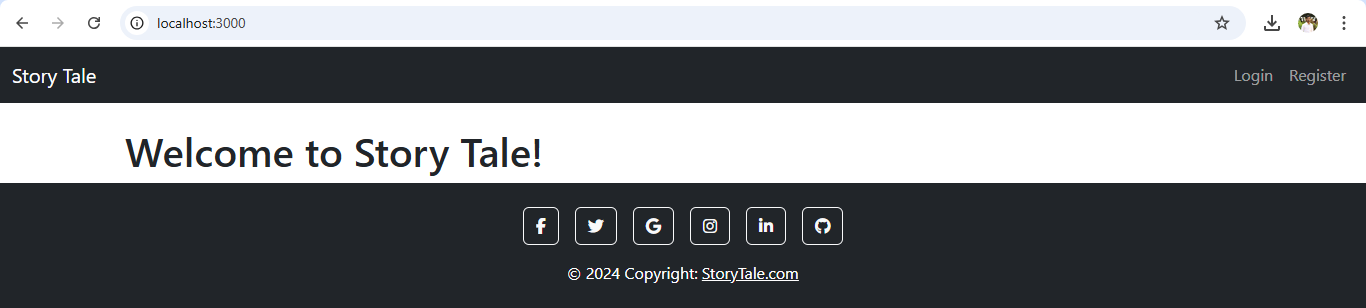 localhost:3000
Story Tale
Login
Register
Welcome to Story Tale!
© 2024 Copyright: StoryTale.com